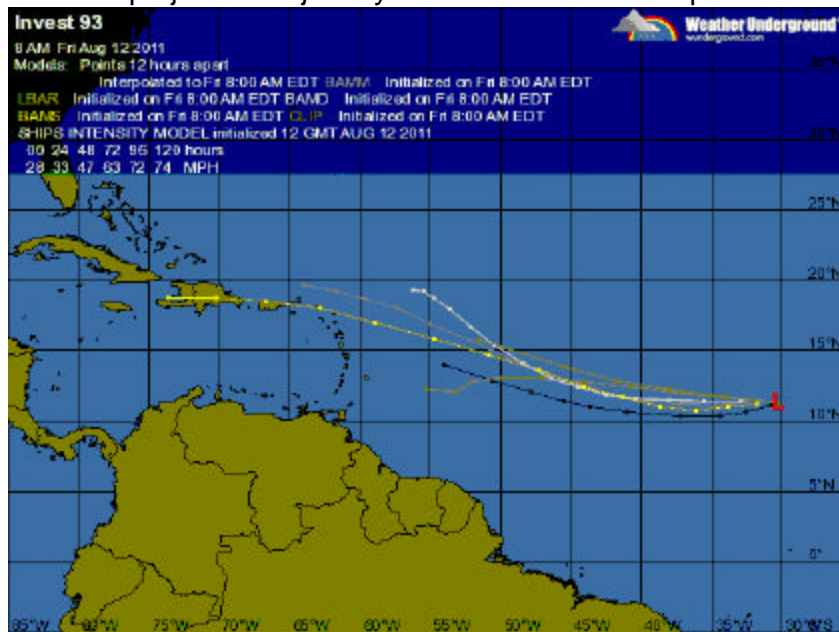 Invest 93
Weather Underground
wunderground.com
8 AM Fri Aug 12 2011
Models: Points 12 hours apart
Interpolated to Fri 8:00 AM EDT BAMM Initialized on Fri 8:00 AM EDT
LBAR Initialized on Fri 8:00 AM EDT BAMD Initialized on Fri 8:00 AM EDT
BAMS Initialized on Fri 8:00 AM EDT CLIP Initialized on Fri 8:00 AM EDT
SHIPS INTENSITY MODEL initialized 12 GMT AUG 12 2011
00 24 48 72 96 120 hours
28 33 47 63 72 74 MPH
30°N
25°N
20°N
15°N
L
10°N
5°N
0°
85°W 80°W 75°W 70°W 65°W 60°W 55°W 50°W 45°W 40°W 35°W